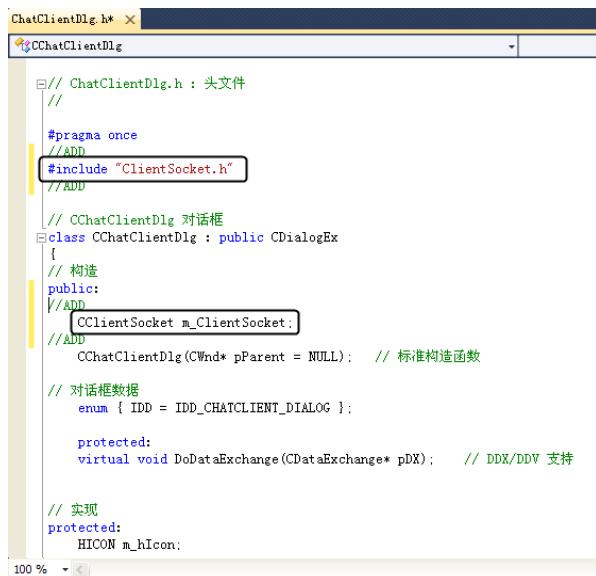 ChatClientDlg.h*
CChatClientDlg
// ChatClientDlg.h : 头文件
//
#pragma once
//ADD
#include "ClientSocket.h"
//ADD
// CChatClientDlg 对话框
class CChatClientDlg : public CDialogEx
{
// 构造
public:
//ADD
CClientSocket m_ClientSocket;
//ADD
CChatClientDlg(CWnd* pParent = NULL);    // 标准构造函数
// 对话框数据
enum { IDD = IDD_CHATCLIENT_DIALOG };
protected:
virtual void DoDataExchange(CDataExchange* pDX);    // DDX/DDV 支持
// 实现
protected:
HICON m_hIcon;
100 %